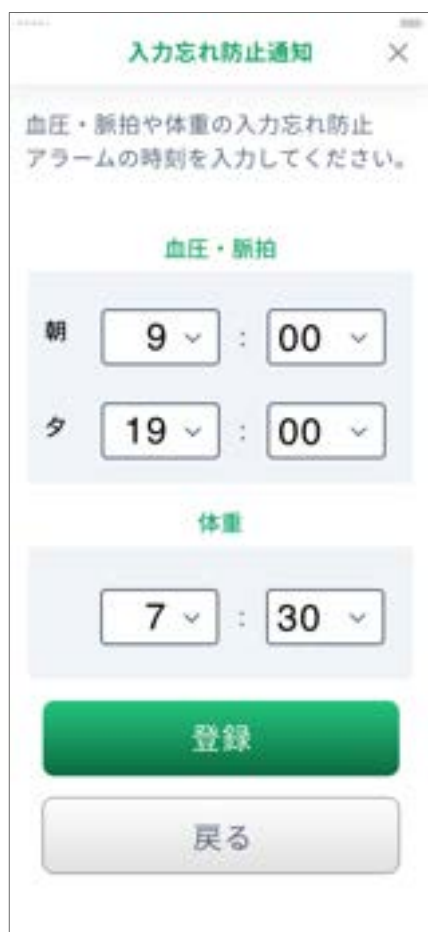 入力忘れ防止通知 ×
血圧・脈拍や体重の入力忘れ防止
アラームの時刻を入力してください。
血圧・脈拍
朝 9 : 00
夕 19 : 00
体重
7 : 30
登録
戻る